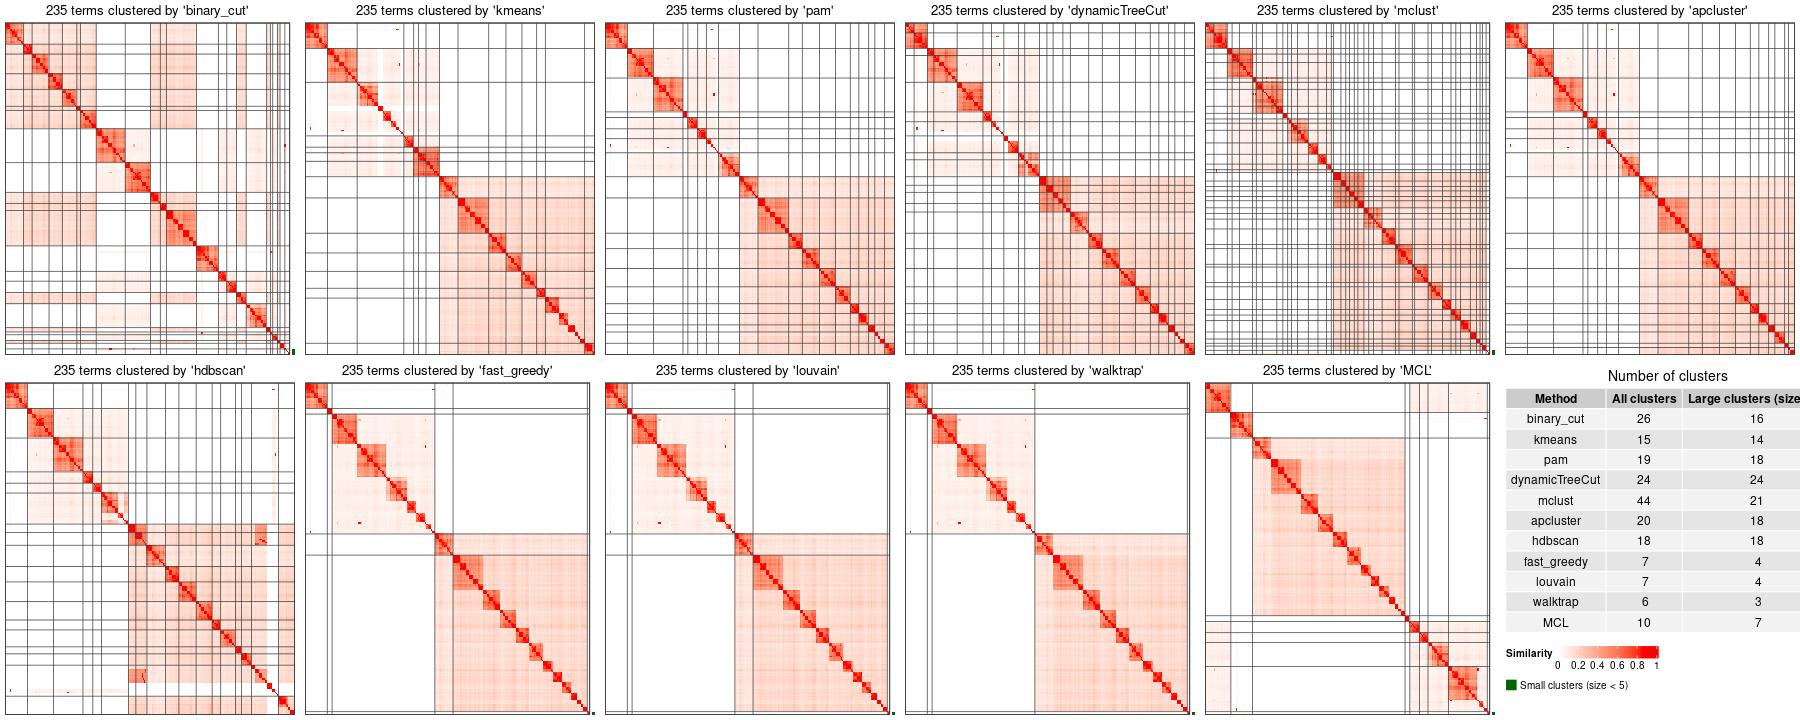 235 terms clustered by 'binary_cut'
235 terms clustered by 'kmeans'
235 terms clustered by 'pam'
235 terms clustered by 'dynamicTreeCut'
235 terms clustered by 'mclust'
235 terms clustered by 'apcluster'
235 terms clustered by 'hdbscan'
235 terms clustered by 'fast_greedy'
235 terms clustered by 'louvain'
235 terms clustered by 'walktrap'
235 terms clustered by 'MCL'
Number of clusters
Method All clusters Large clusters (size
binary_cut 26 16
kmeans 15 14
pam 19 18
dynamicTreeCut 24 24
mclust 44 21
apcluster 20 18
hdbscan 18 18
fast_greedy 7 4
louvain 7 4
walktrap 6 3
MCL 10 7
Similarity
0 0.2 0.4 0.6 0.8 1
Small clusters (size < 5)